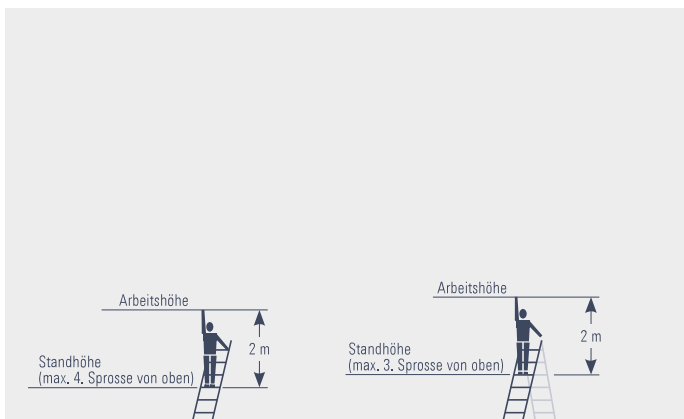 Arbeitshöhe
2 m
Standhöhe
(max. 4. Sprosse von oben)
Arbeitshöhe
2 m
Standhöhe
(max. 3. Sprosse von oben)